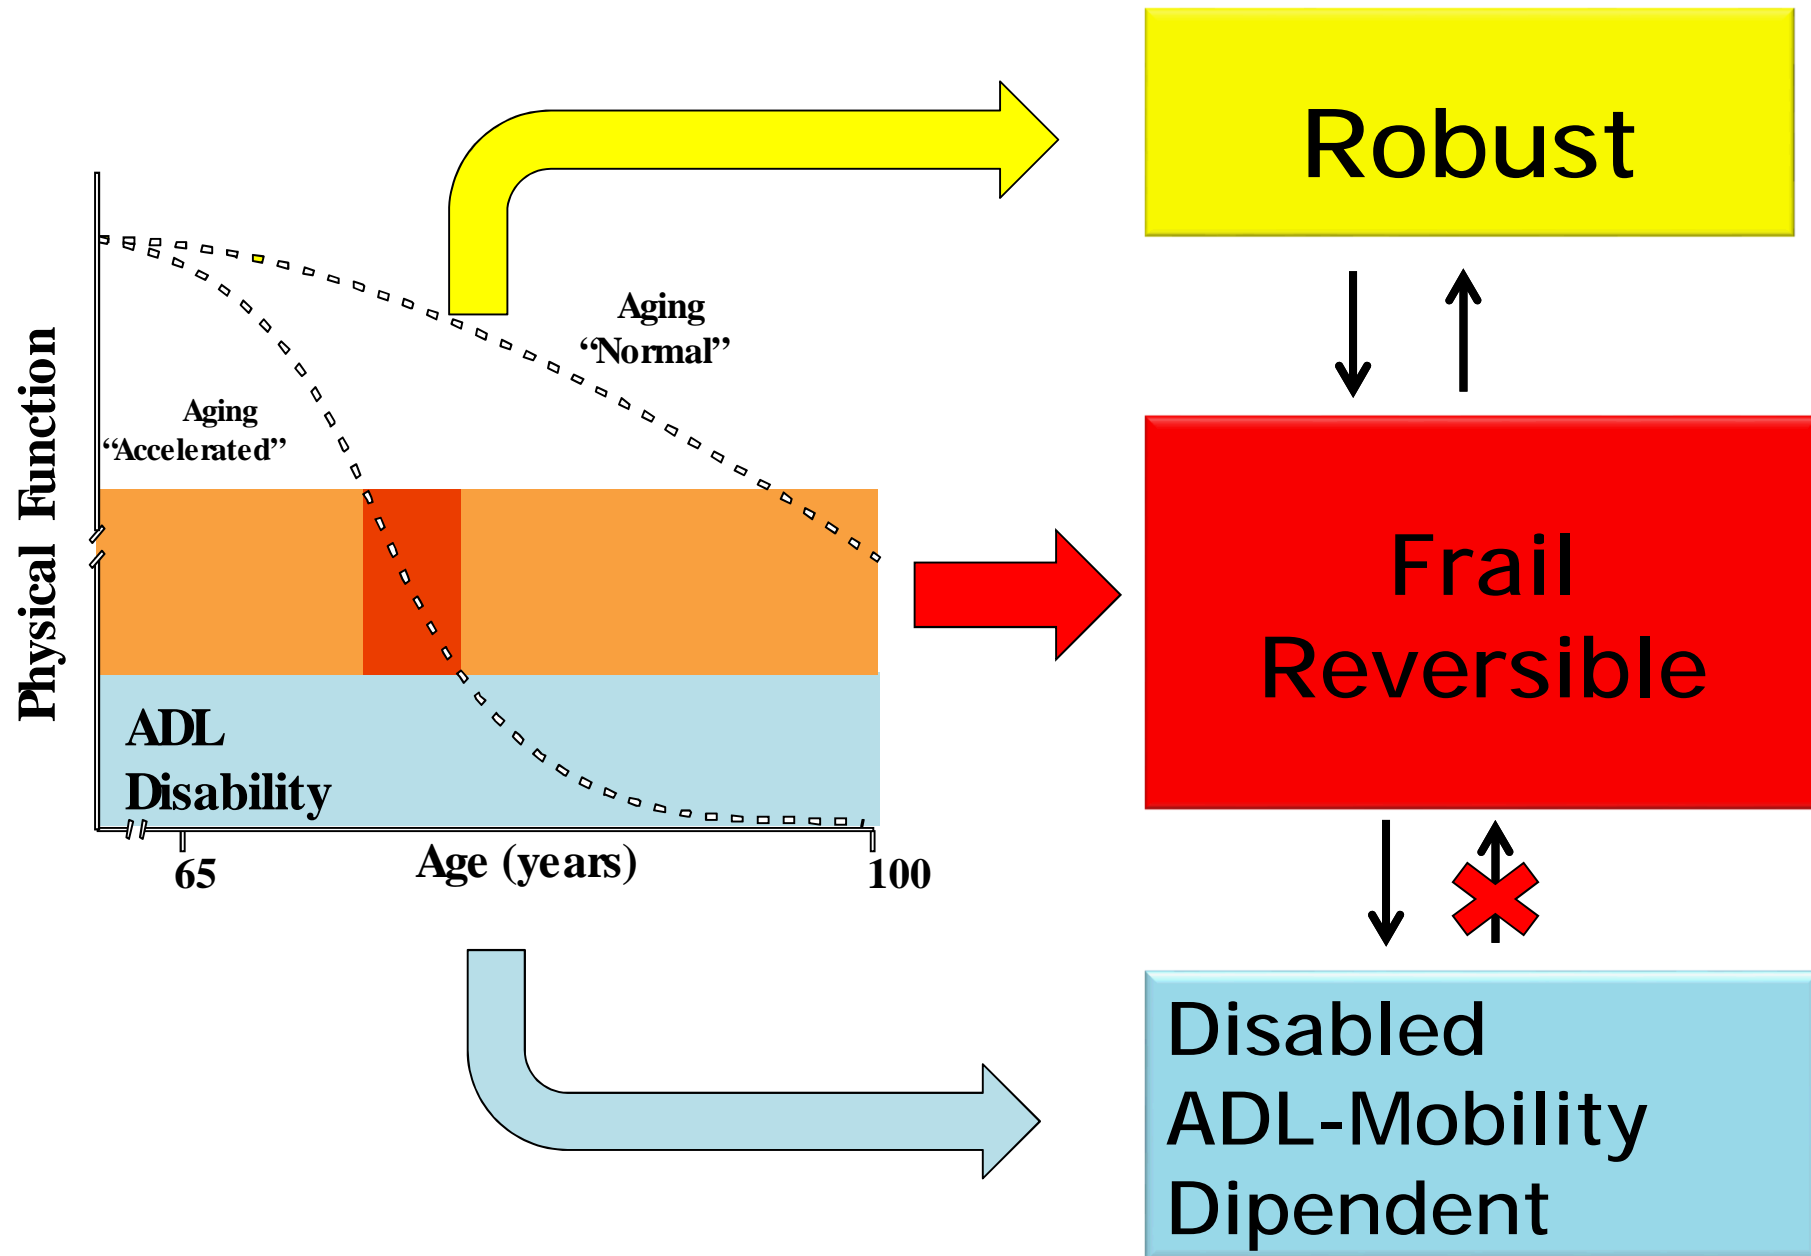 Robust
Physical Function
Aging
“Normal”
Aging
“Accelerated”
Frail
Reversible
ADL
Disability
65
Age (years)
100
Disabled
ADL-Mobility
Dipendent